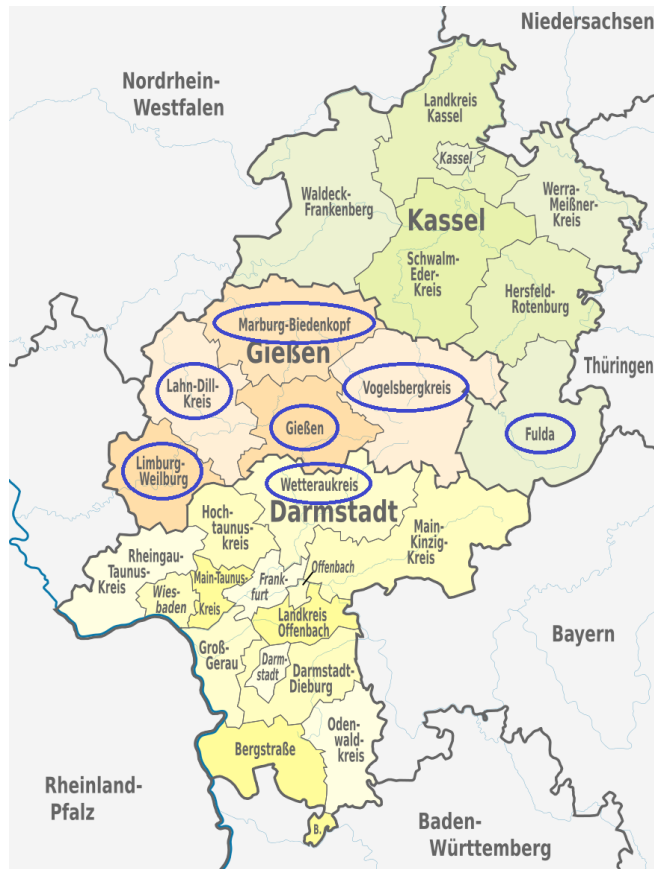 Niedersachsen
Nordrhein-
Westfalen
Landkreis
Kassel
Kassel
Waldeck-
Frankenberg
Werra-
Meißner-
Kreis
Kassel
Schwalm-
Eder-
Kreis
Hersfeld-
Rotenburg
Marburg-Biedenkopf
Gießen
Thüringen
Lahn-Dill-
Kreis
Vogelsbergkreis
Gießen
Fulda
Limburg-
Weilburg
Wetteraukreis
Darmstadt
Hoch-
taunus-
kreis
Main-
Kinzig-
Kreis
Rheingau-
Taunus-
Kreis
Wies-
baden
Main-Taunus-
Kreis
Frank-
furt
Offenbach
Landkreis
Offenbach
Bayern
Groß-
Gerau
Darm-
stadt
Darmstadt-
Dieburg
Oden-
wald-
kreis
Bergstraße
Rheinland-
Pfalz
B.
Baden-
Württemberg